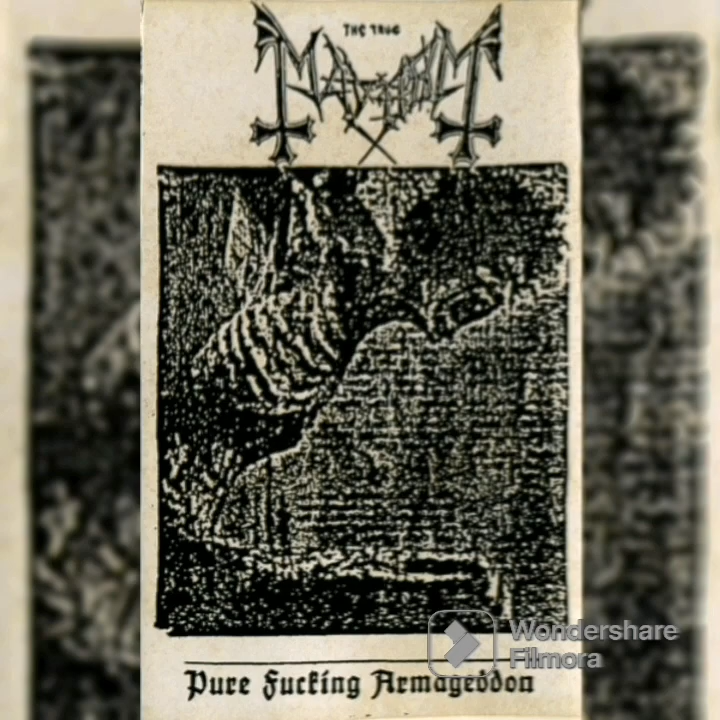 THE TRUE
MAYHEM
Pure Fucking Armageddon
Wondershare
Filmora